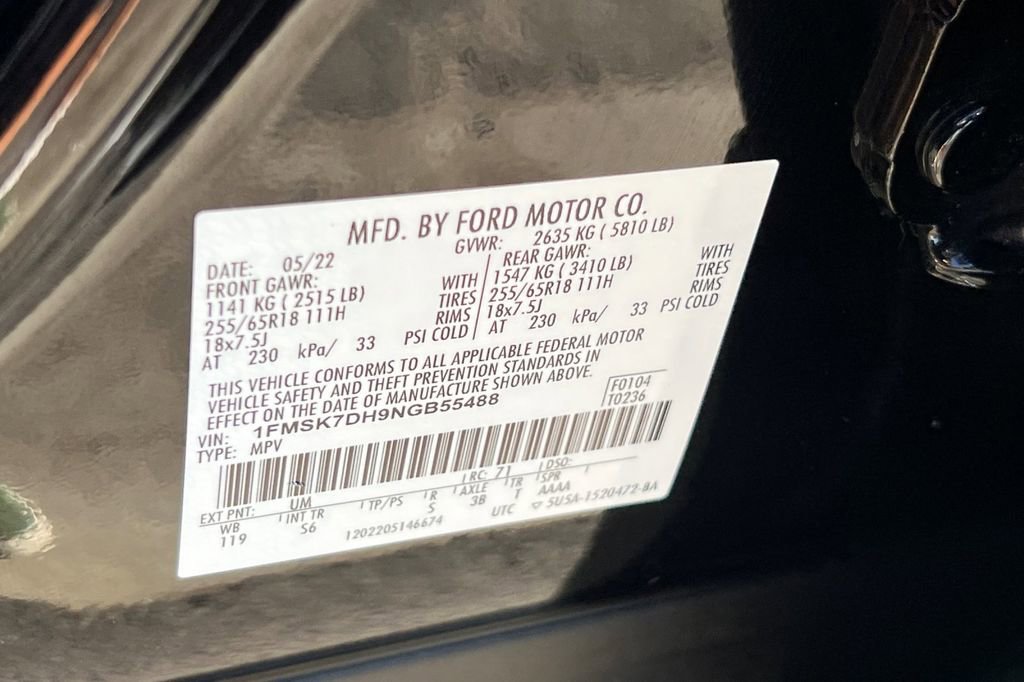 MFD. BY FORD MOTOR CO.
DATE: 05/22 GVWR: 2635 KG ( 5810 LB)
FRONT GAWR: REAR GAWR:
1141 KG ( 2515 LB) WITH 1547 KG ( 3410 LB) WITH
255/65R18 111H TIRES 255/65R18 111H TIRES
18x7.5J RIMS 18x7.5J RIMS
AT 230 kPa/ 33 PSI COLD AT 230 kPa/ 33 PSI COLD
THIS VEHICLE CONFORMS TO ALL APPLICABLE FEDERAL MOTOR
VEHICLE SAFETY AND THEFT PREVENTION STANDARDS IN
EFFECT ON THE DATE OF MANUFACTURE SHOWN ABOVE.
F0104
T0236
VIN: 1FMSK7DH9NGB55488
TYPE: MPV
EXT PNT: UM RC: 71 DSO:
WB INT TR TP/PS R AXLE TR SPR
119 S6 S 3B T AAAA
1202205146674 UTC ▽ 5U5A-1520472-BA